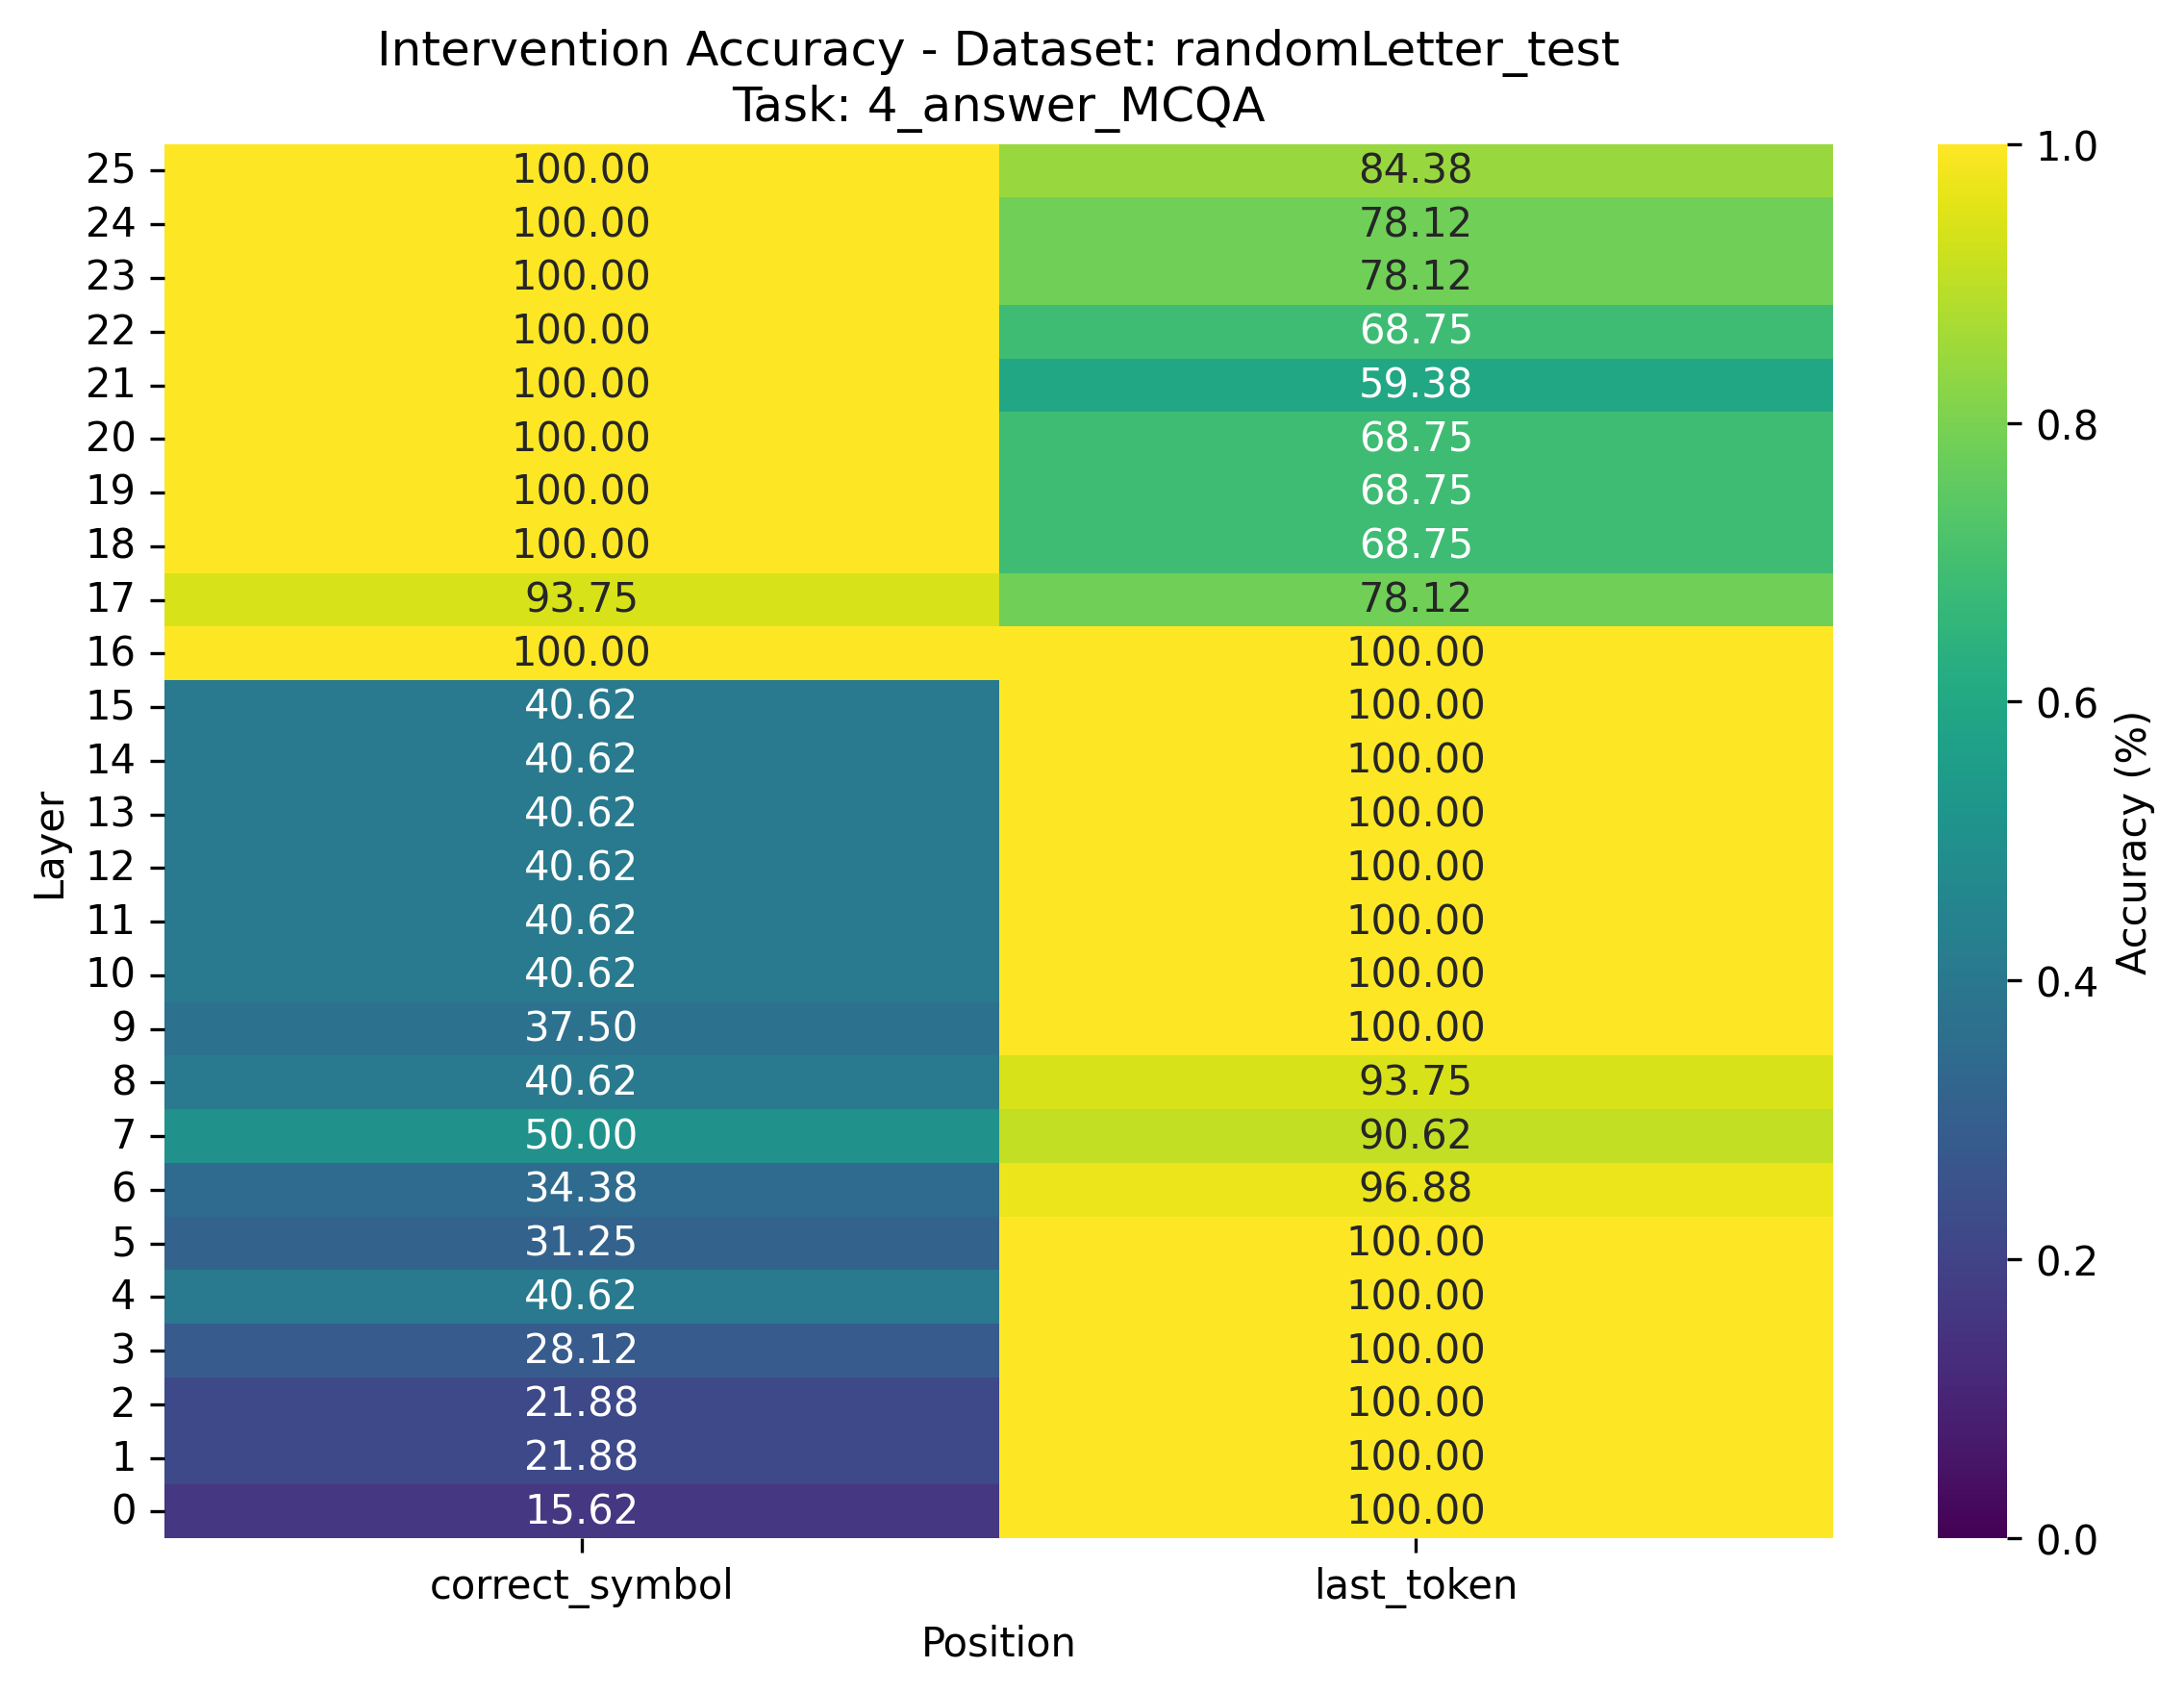 Intervention Accuracy - Dataset: randomLetter_test
Task: 4_answer_MCQA
25 100.00 84.38
24 100.00 78.12
23 100.00 78.12
22 100.00 68.75
21 100.00 59.38
20 100.00 68.75
19 100.00 68.75
18 100.00 68.75
17 93.75 78.12
16 100.00 100.00
15 40.62 100.00
14 40.62 100.00
13 40.62 100.00
12 40.62 100.00
11 40.62 100.00
10 40.62 100.00
9 37.50 100.00
8 40.62 93.75
7 50.00 90.62
6 34.38 96.88
5 31.25 100.00
4 40.62 100.00
3 28.12 100.00
2 21.88 100.00
1 21.88 100.00
0 15.62 100.00
correct_symbol last_token
Position
Layer
1.0
0.8
0.6
0.4
0.2
0.0
Accuracy (%)